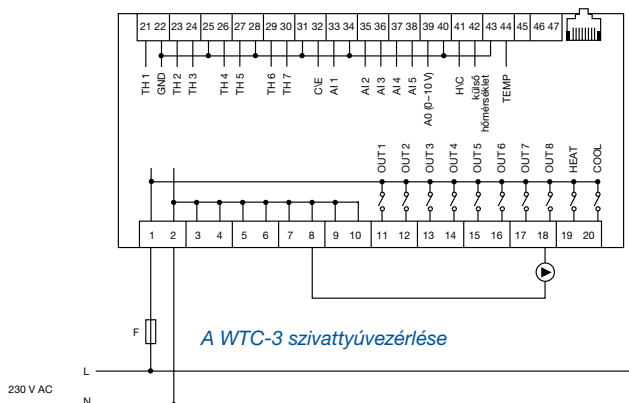 21 22 23 24 25 26 27 28 29 30 31 32 33 34 35 36 37 38 39 40 41 42 43 44 45 46 47
TH 1
GND
TH 2
TH 3
TH 4
TH 5
TH 6
TH 7
C\E
AI 1
AI 2
AI 3
AI 4
AI 5
A0 (0–10 V)
H\C
külső
hőmérséklet
TEMP
OUT 1
OUT 2
OUT 3
OUT 4
OUT 5
OUT 6
OUT 7
OUT 8
HEAT
COOL
1 2 3 4 5 6 7 8 9 10 11 12 13 14 15 16 17 18 19 20
F
A WTC-3 szivattyúvezérlése
L
230 V AC
N